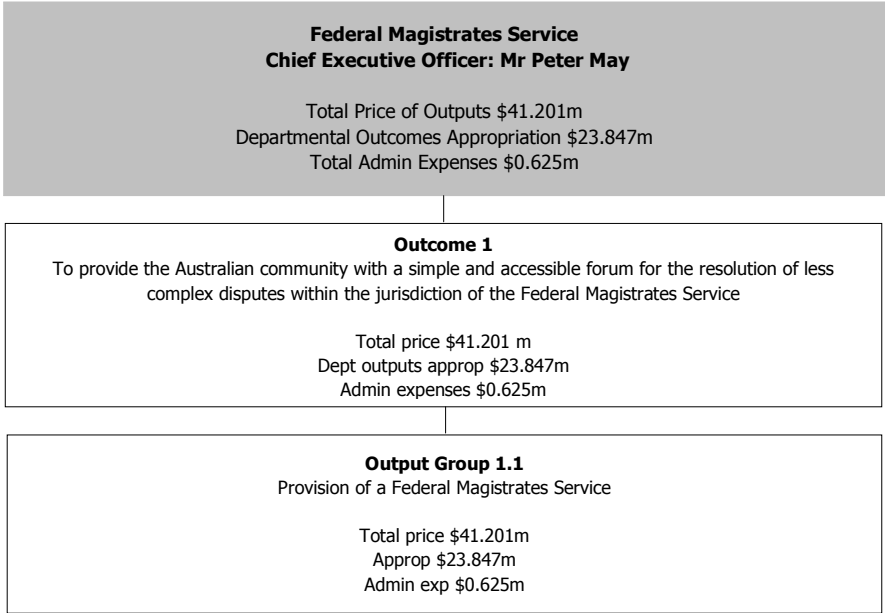 Federal Magistrates Service
Chief Executive Officer: Mr Peter May
Total Price of Outputs $41.201m
Departmental Outcomes Appropriation $23.847m
Total Admin Expenses $0.625m
Outcome 1
To provide the Australian community with a simple and accessible forum for the resolution of less
complex disputes within the jurisdiction of the Federal Magistrates Service
Total price $41.201 m
Dept outputs approp $23.847m
Admin expenses $0.625m
Output Group 1.1
Provision of a Federal Magistrates Service
Total price $41.201m
Approp $23.847m
Admin exp $0.625m